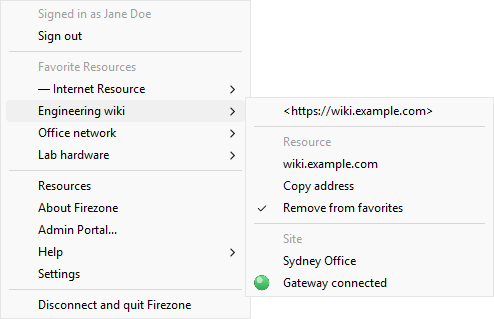 Signed in as Jane Doe
Sign out
Favorite Resources
— Internet Resource
Engineering wiki
Office network
Lab hardware
Resources
About Firezone
Admin Portal...
Help
Settings
Disconnect and quit Firezone
<https://wiki.example.com>
Resource
wiki.example.com
Copy address
Remove from favorites
Site
Sydney Office
Gateway connected